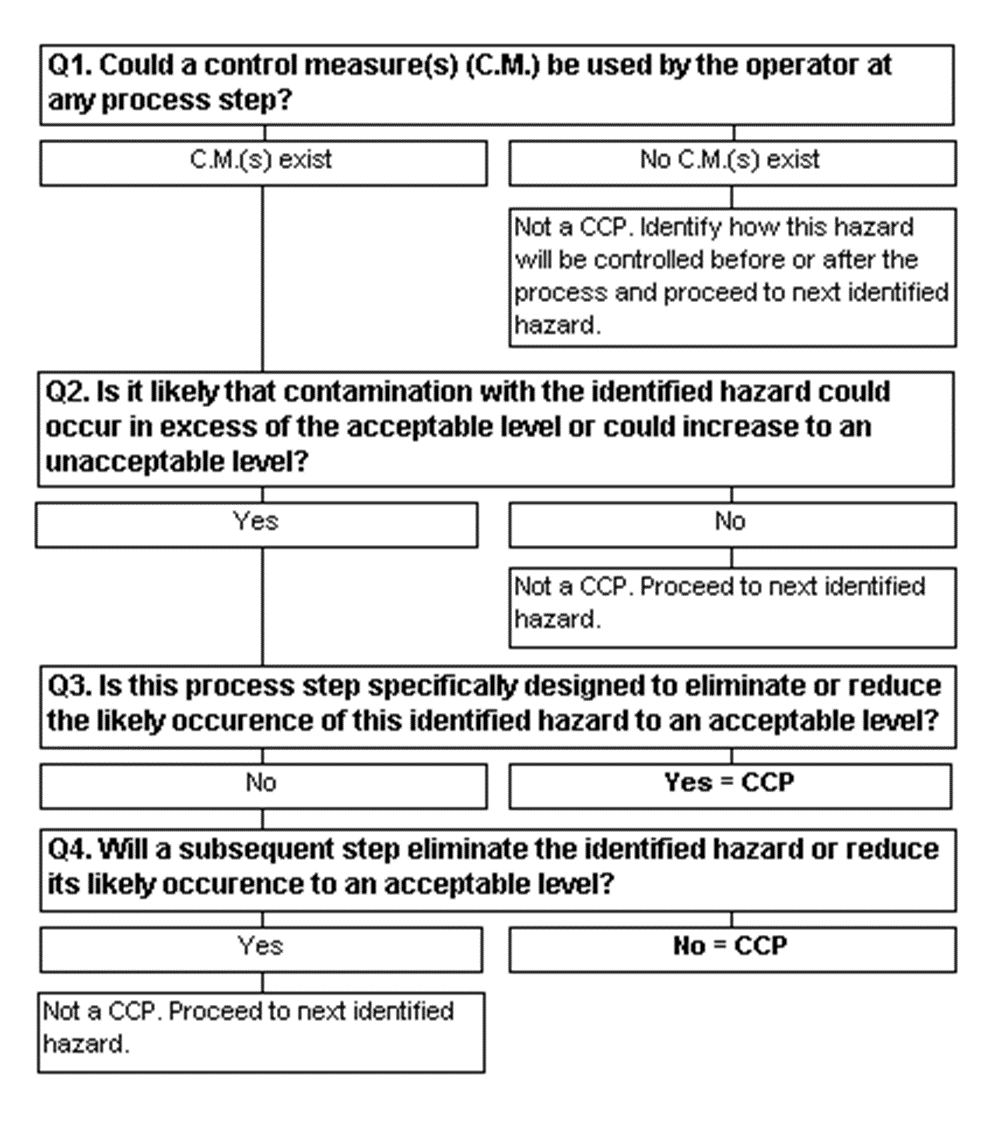 Q1. Could a control measure(s) (C.M.) be used by the operator at
any process step?
C.M.(s) exist
No C.M.(s) exist
Not a CCP. Identify how this hazard
will be controlled before or after the
process and proceed to next identified
hazard.
Q2. Is it likely that contamination with the identified hazard could
occur in excess of the acceptable level or could increase to an
unacceptable level?
Yes
No
Not a CCP. Proceed to next identified
hazard.
Q3. Is this process step specifically designed to eliminate or reduce
the likely occurence of this identified hazard to an acceptable level?
No
Yes = CCP
Q4. Will a subsequent step eliminate the identified hazard or reduce
its likely occurence to an acceptable level?
Yes
No = CCP
Not a CCP. Proceed to next identified
hazard.